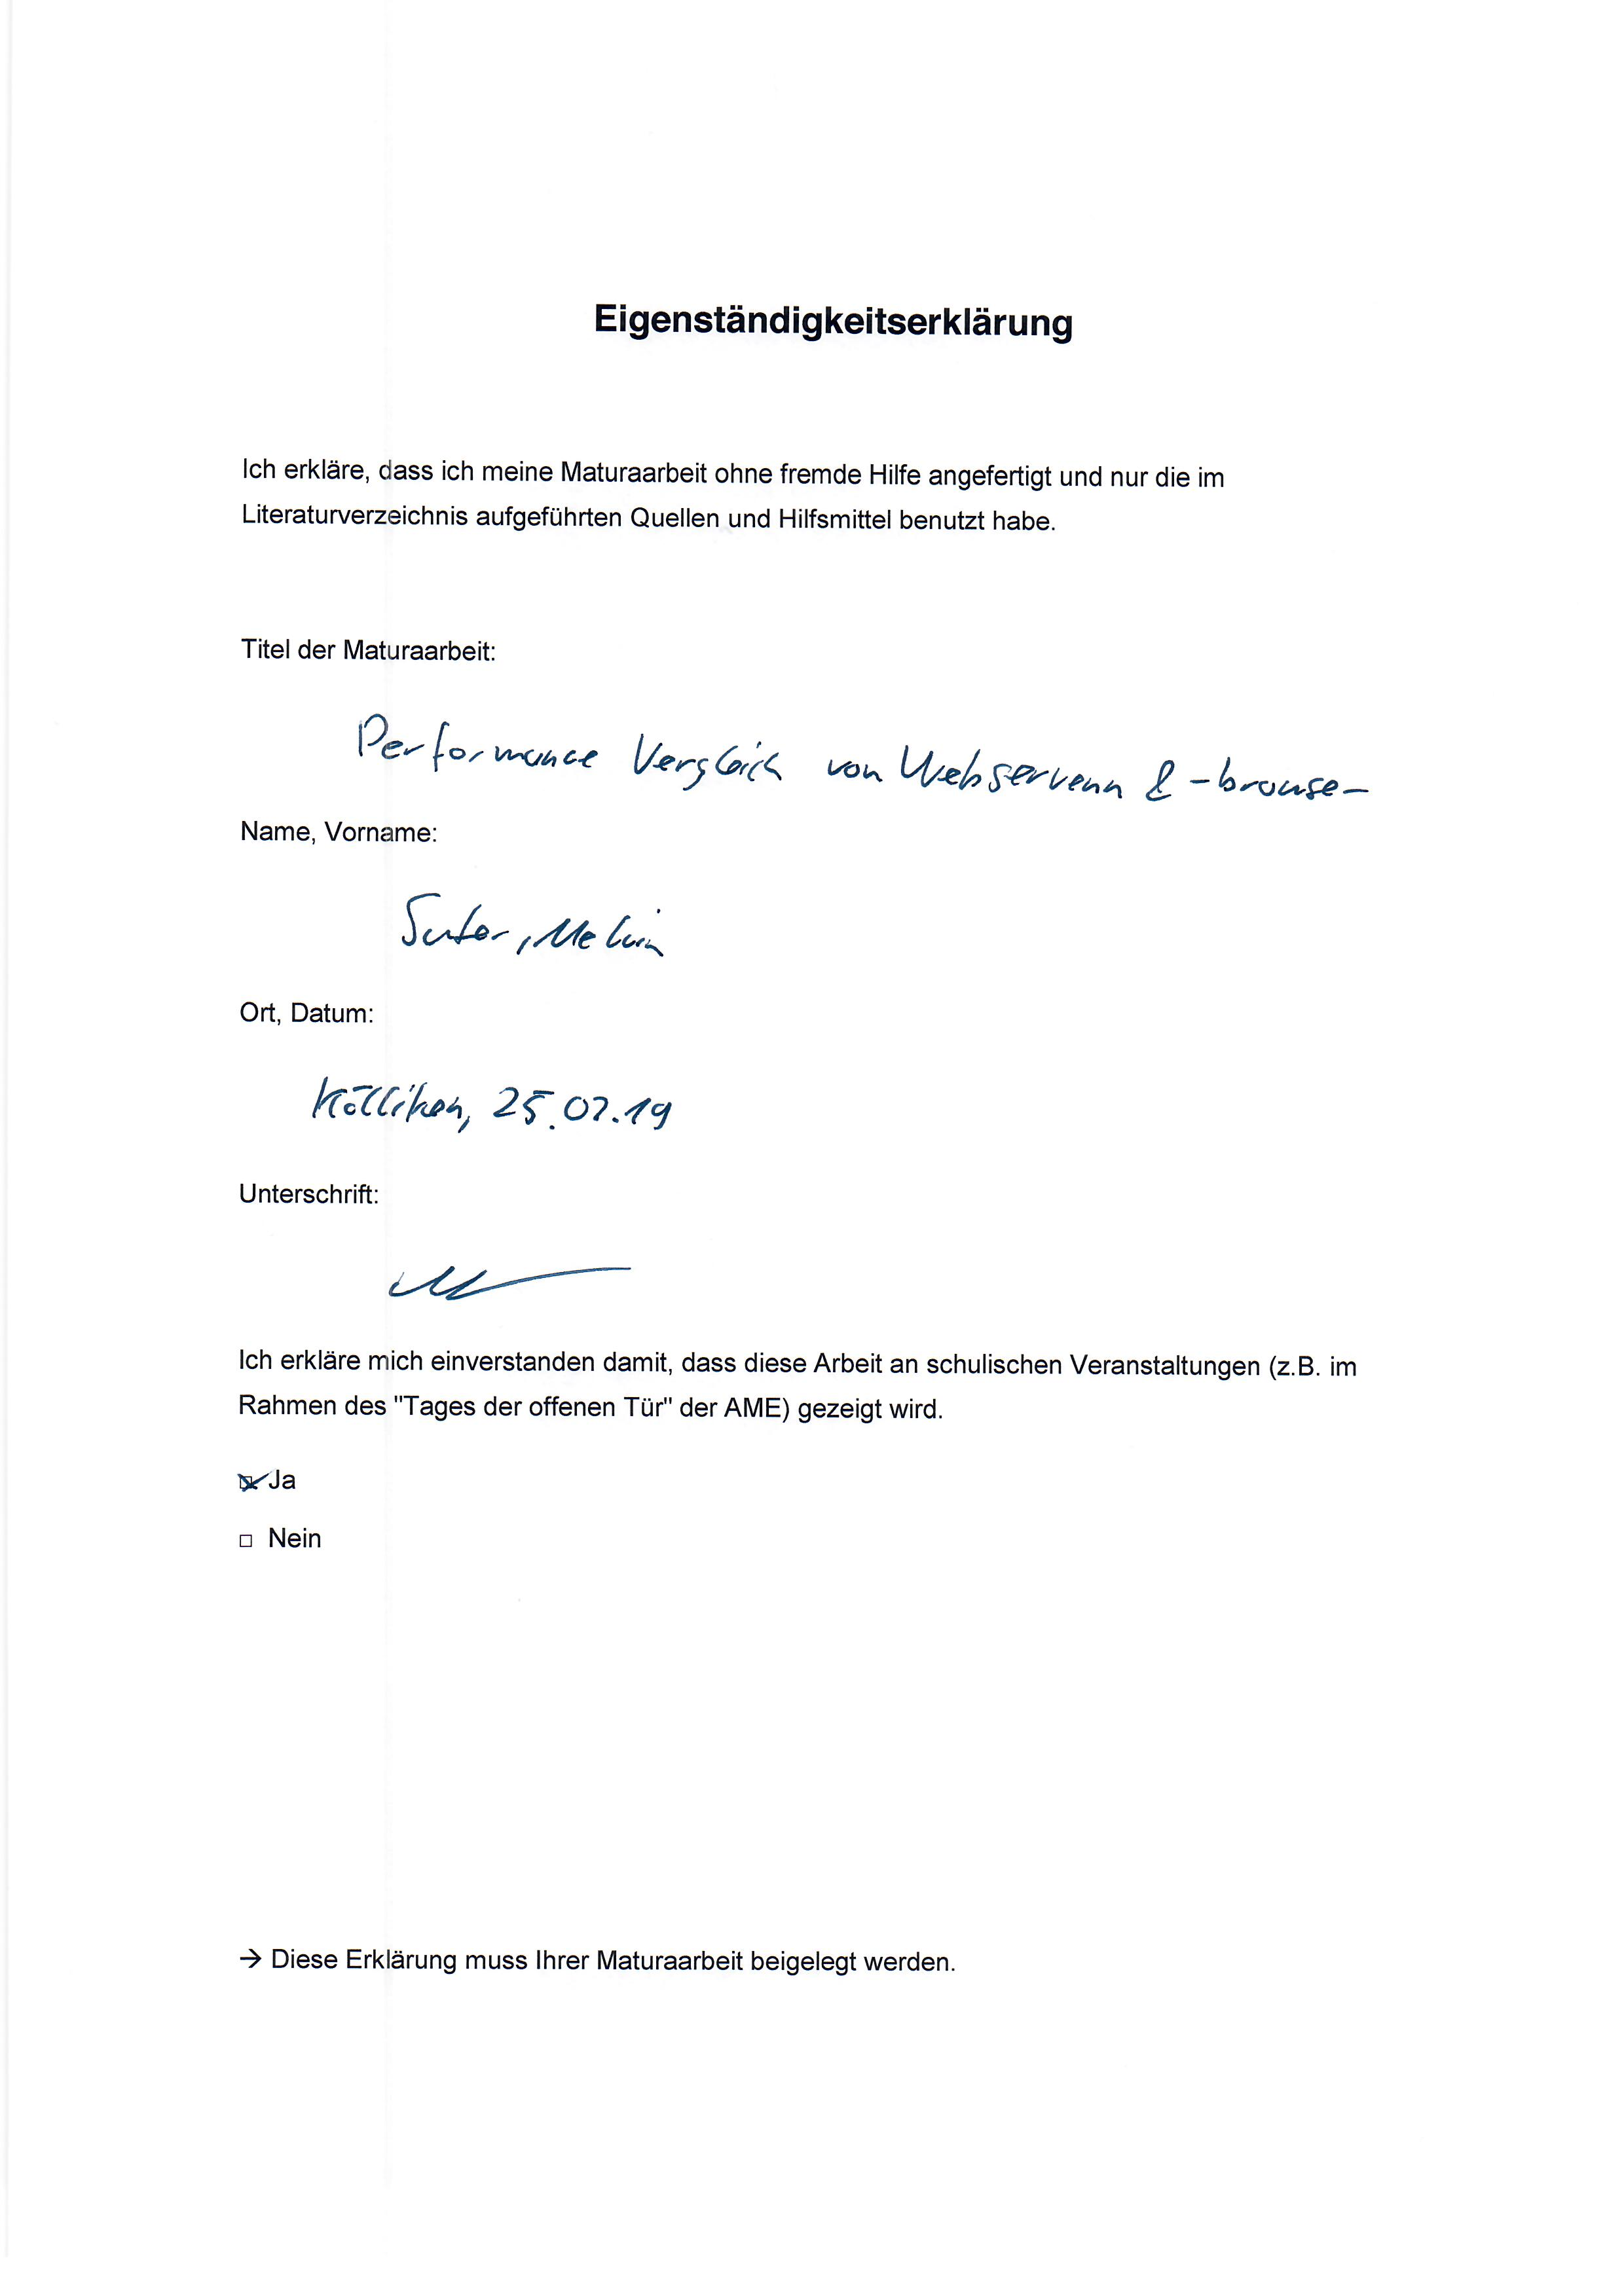 Eigenständigkeitserklärung
Ich erkläre, dass ich meine Maturaarbeit ohne fremde Hilfe angefertigt und nur die im
Literaturverzeichnis aufgeführten Quellen und Hilfsmittel benutzt habe.
Titel der Maturaarbeit:
Performance Vergleich von Webservern & -browser
Name, Vorname:
Suter, Melvin
Ort, Datum:
Kölliken, 25.02.19
Unterschrift:
Ich erkläre mich einverstanden damit, dass diese Arbeit an schulischen Veranstaltungen (z.B. im
Rahmen des "Tages der offenen Tür" der AME) gezeigt wird.
Ja
Nein
→ Diese Erklärung muss Ihrer Maturaarbeit beigelegt werden.